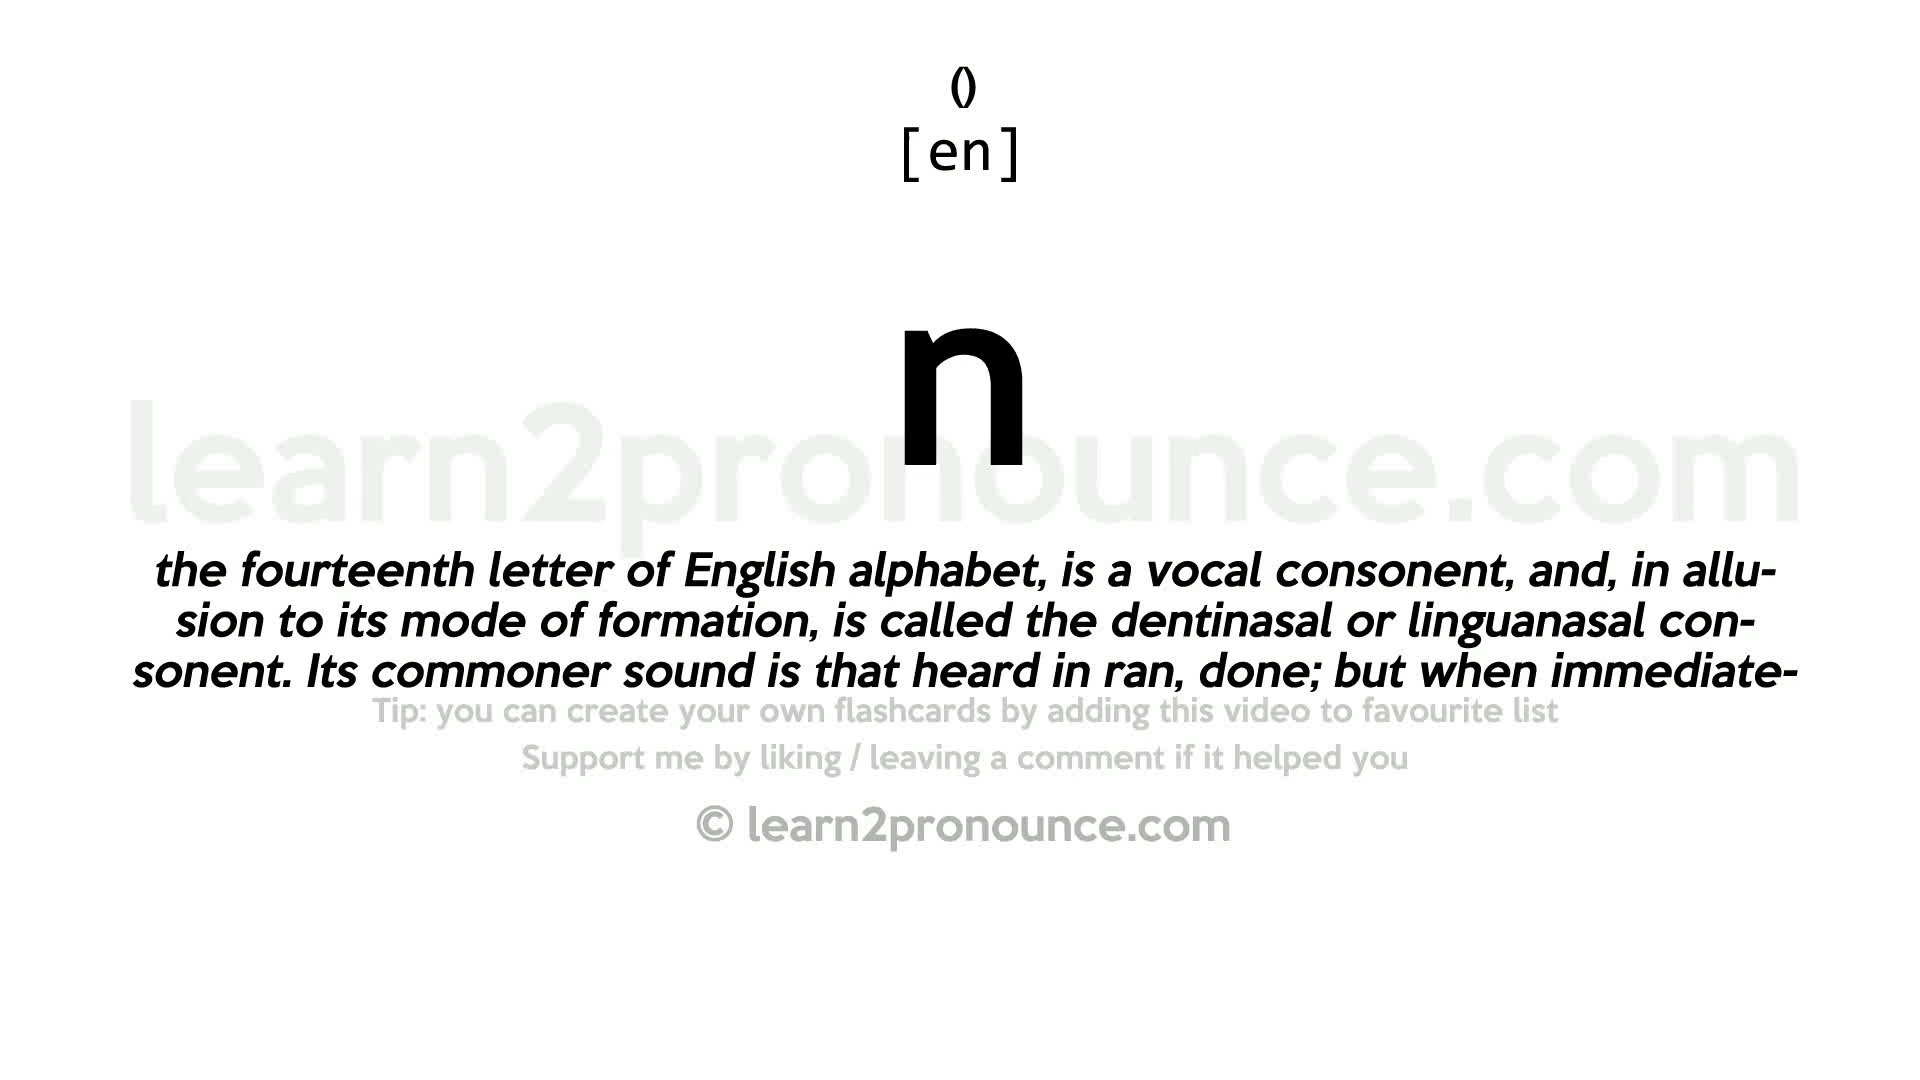 ()
[en]
n
learn2pronounce.com
the fourteenth letter of English alphabet, is a vocal consonent, and, in allu-
sion to its mode of formation, is called the dentinasal or linguanasal con-
sonent. Its commoner sound is that heard in ran, done; but when immediate-
Tip: you can create your own flashcards by adding this video to favourite list
Support me by liking / leaving a comment if it helped you
© learn2pronounce.com